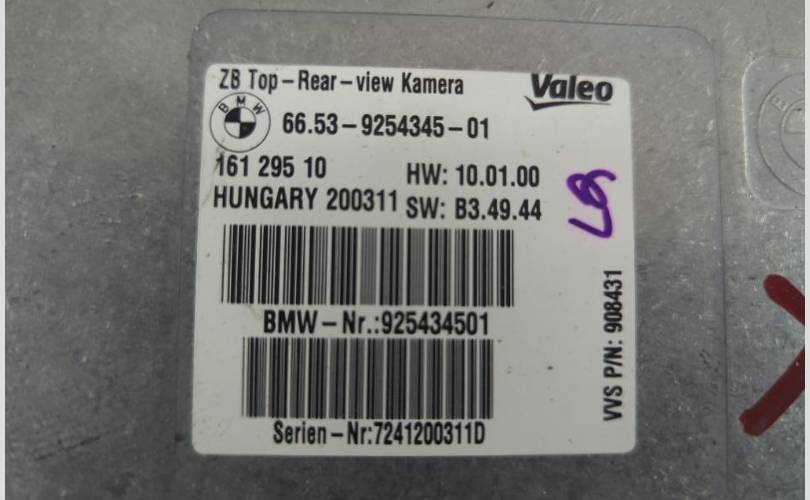 ZB Top-Rear-view Kamera
Valeo
BMW
66.53-9254345-01
161 295 10
HW: 10.01.00
HUNGARY 200311
SW: B3.49.44
BMW-Nr.:925434501
Serien-Nr:7241200311D
VVS P/N: 908431